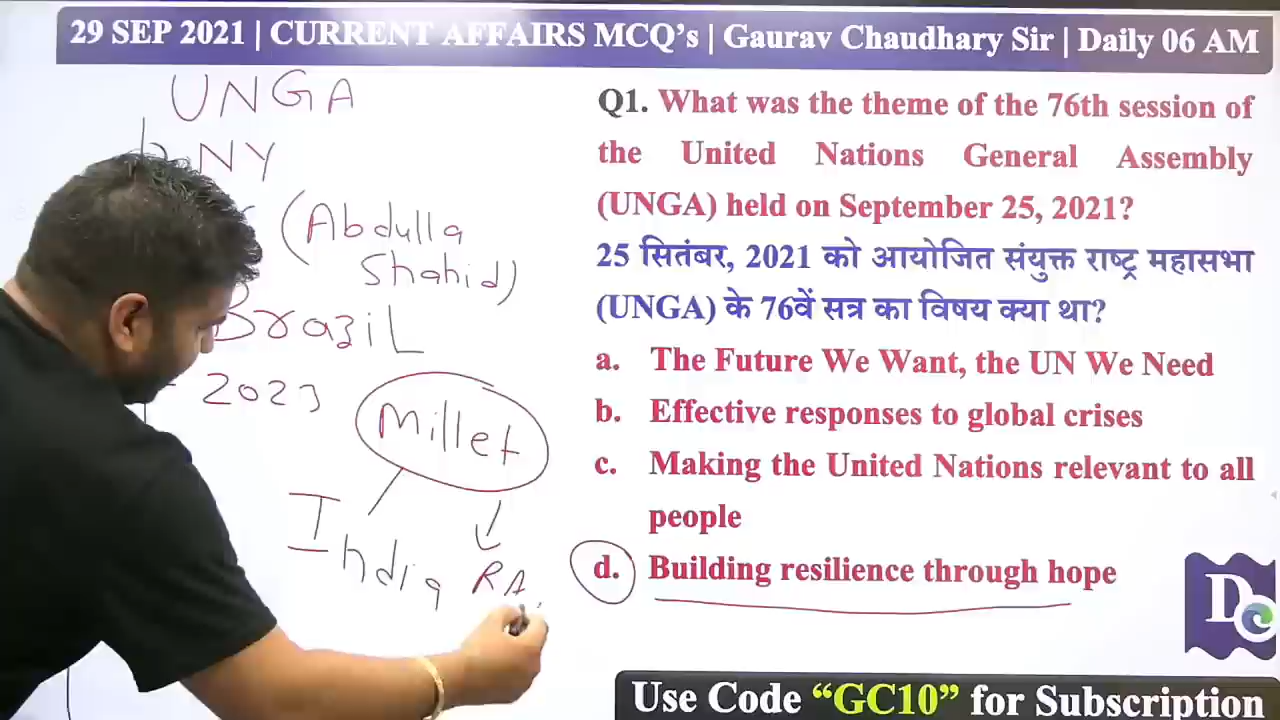 29 SEP 2021 | CURRENT AFFAIRS MCQ's | Gaurav Chaudhary Sir | Daily 06 AM
UNGA
NY
(Abdulla
Shahid)
Brazil
2023
Millet
India
RA
Q1. What was the theme of the 76th session of
the United Nations General Assembly
(UNGA) held on September 25, 2021?
25 सितंबर, 2021 को आयोजित संयुक्त राष्ट्र महासभा
(UNGA) के 76वें सत्र का विषय क्या था?
a. The Future We Want, the UN We Need
b. Effective responses to global crises
c. Making the United Nations relevant to all
people
d. Building resilience through hope
Use Code “GC10” for Subscription